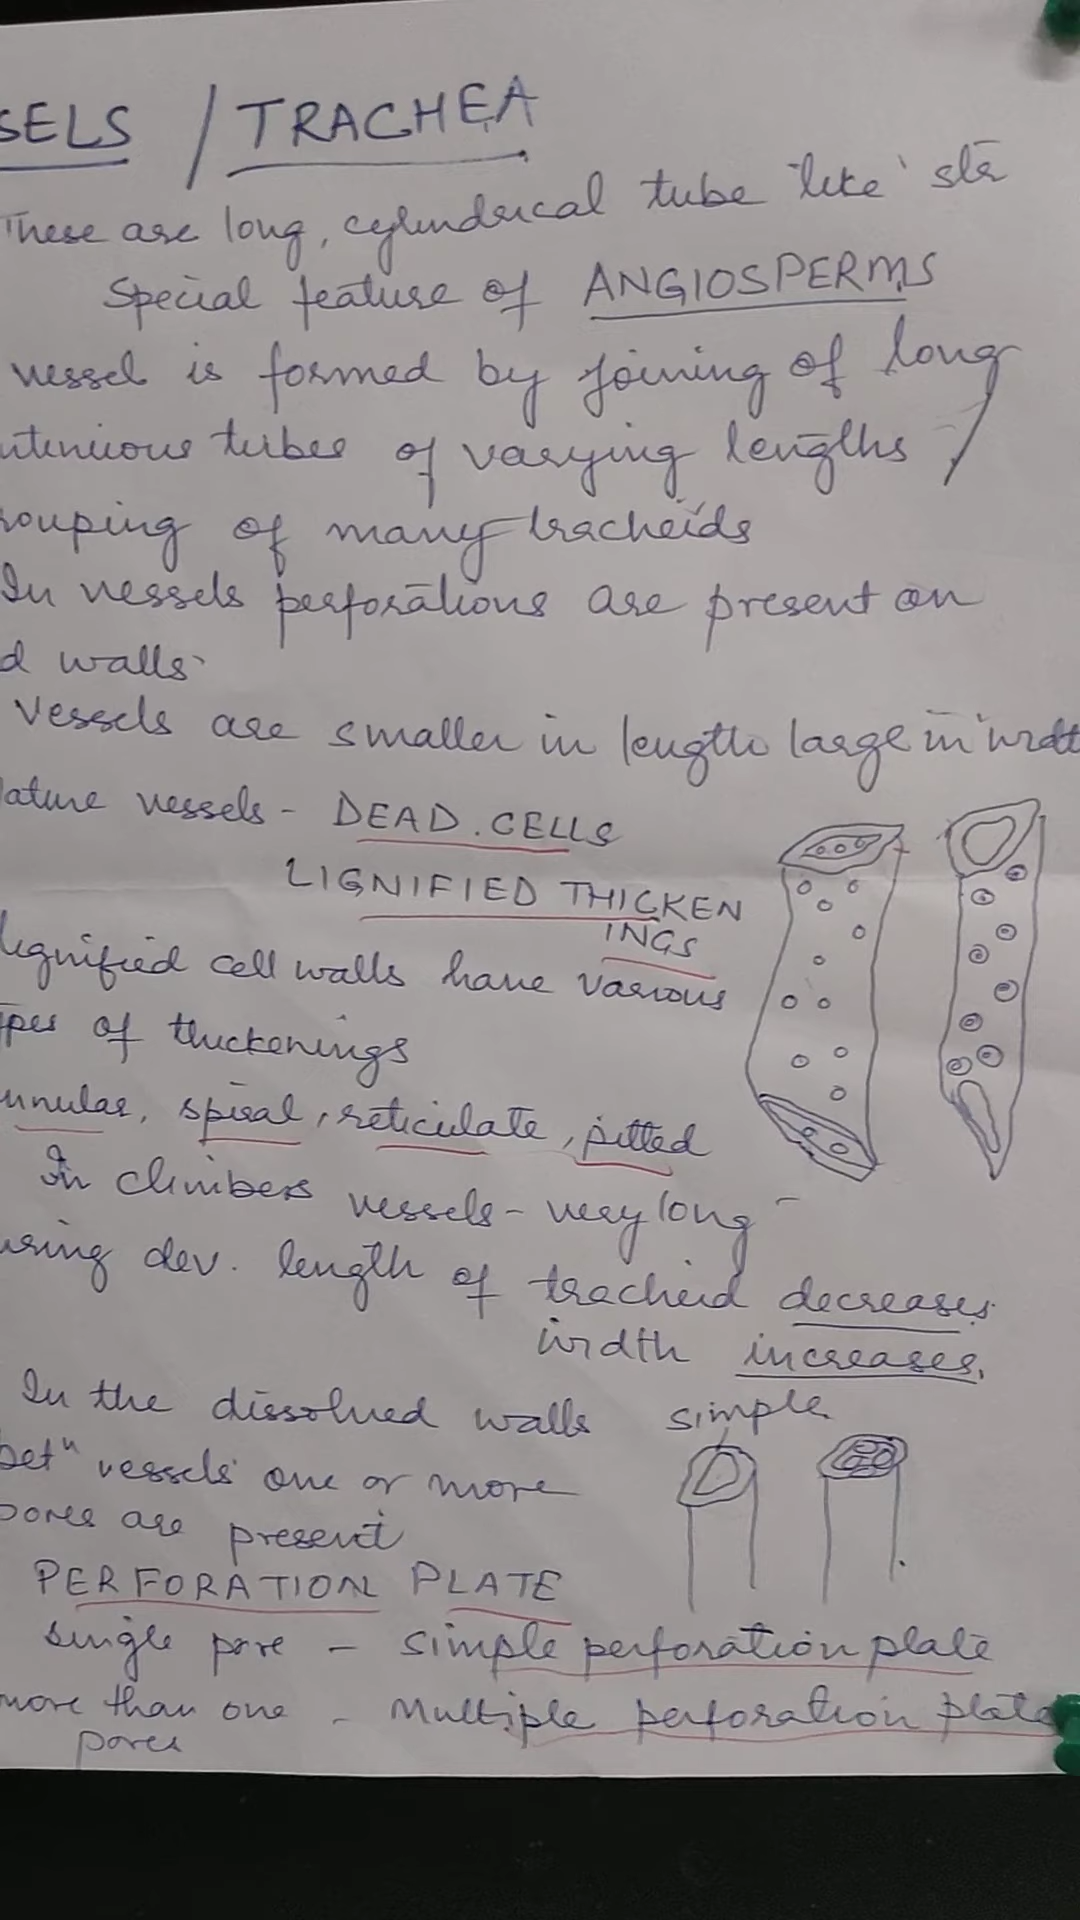 SELS / TRACHEA
These are long, cylindrical tube 'like' str
Special feature of ANGIOSPERMS
vessel is formed by joining of long
ntinuous tubes of varying lengths /
rouping of many tracheids
In vessels perforations are present on
d walls.
Vessels are smaller in length large in widt
ature vessels - DEAD CELLS
LIGNIFIED THICKEN
INGS
lignified cell walls have various
ypes of thickenings
nnular, spiral, reticulate, pitted
In climbers vessels - very long -
uring dev. length of tracheid decreases.
width increases.
In the dissolved walls simple.
betn vessels one or more
pores are present
PERFORATION PLATE
single pore - simple perforation plate
more than one - Multiple perforation plate
pores